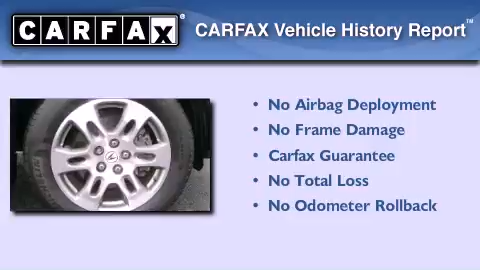 CARFAX®
CARFAX Vehicle History Report™
• No Airbag Deployment
• No Frame Damage
• Carfax Guarantee
• No Total Loss
• No Odometer Rollback